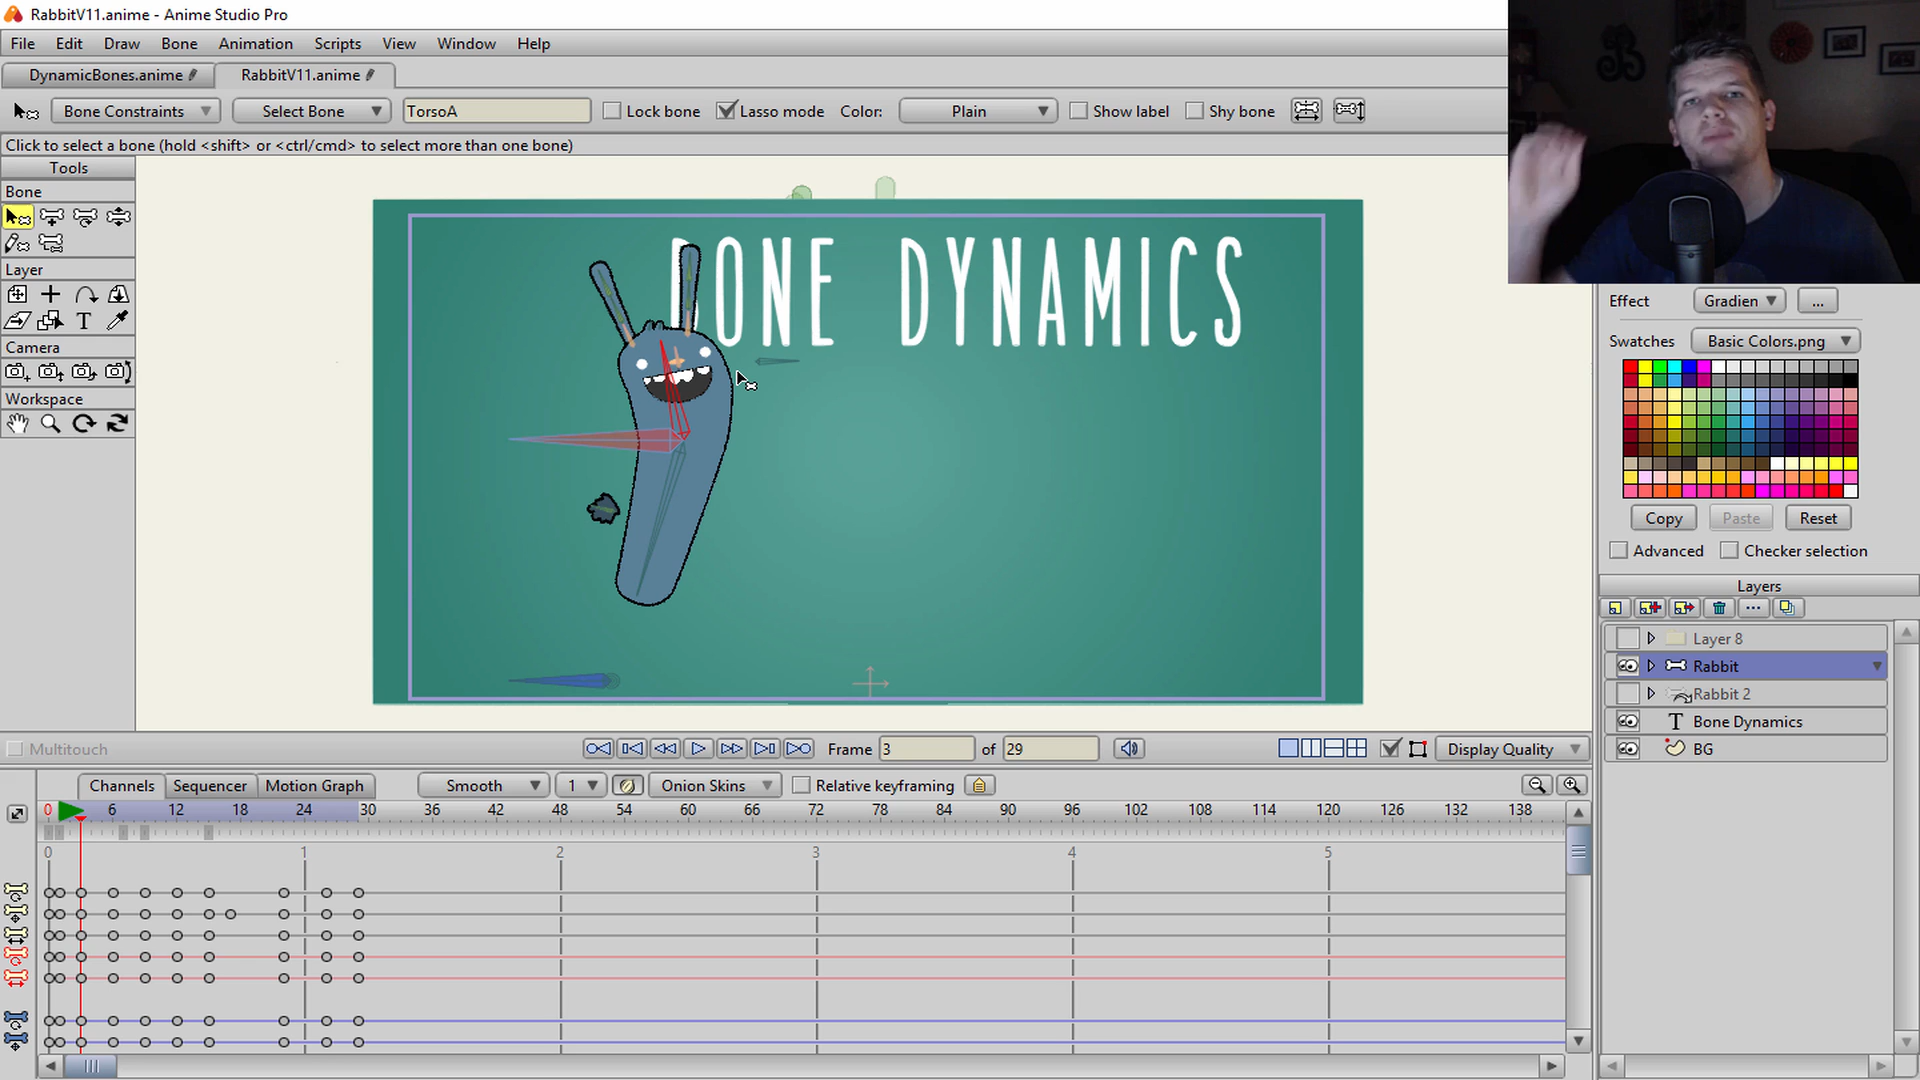 RabbitV11.anime - Anime Studio Pro
File Edit Draw Bone Animation Scripts View Window Help
DynamicBones.anime RabbitV11.anime
Bone Constraints Select Bone TorsoA Lock bone Lasso mode Color: Plain Show label Shy bone
Click to select a bone (hold <shift> or <ctrl/cmd> to select more than one bone)
Tools
Bone
Layer
T
Camera
Workspace
BONE DYNAMICS
Effect Gradien ...
Swatches Basic Colors.png
Copy Paste Reset
Advanced Checker selection
Layers
Layer 8
Rabbit
Rabbit 2
T Bone Dynamics
BG
Multitouch Frame 3 of 29 Display Quality
Channels Sequencer Motion Graph Smooth 1 Onion Skins Relative keyframing
0 6 12 18 24 30 36 42 48 54 60 66 72 78 84 90 96 102 108 114 120 126 132 138
0 1 2 3 4 5